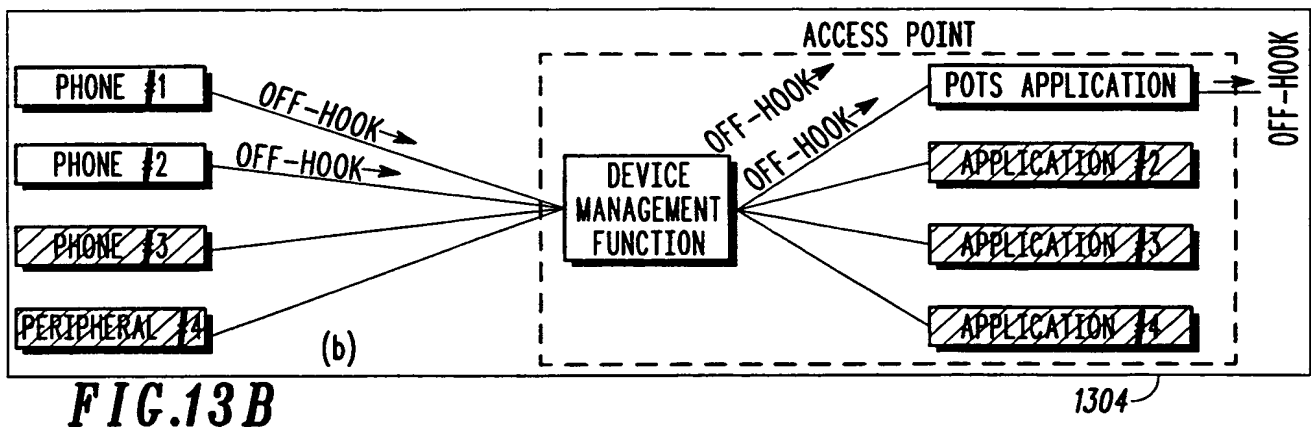 ACCESS POINT
PHONE #1
PHONE #2
PHONE #3
PERIPHERAL #4
OFF-HOOK
OFF-HOOK
(b)
DEVICE
MANAGEMENT
FUNCTION
OFF-HOOK
OFF-HOOK
POTS APPLICATION
APPLICATION #2
APPLICATION #3
APPLICATION #4
OFF-HOOK
1304
FIG.13B